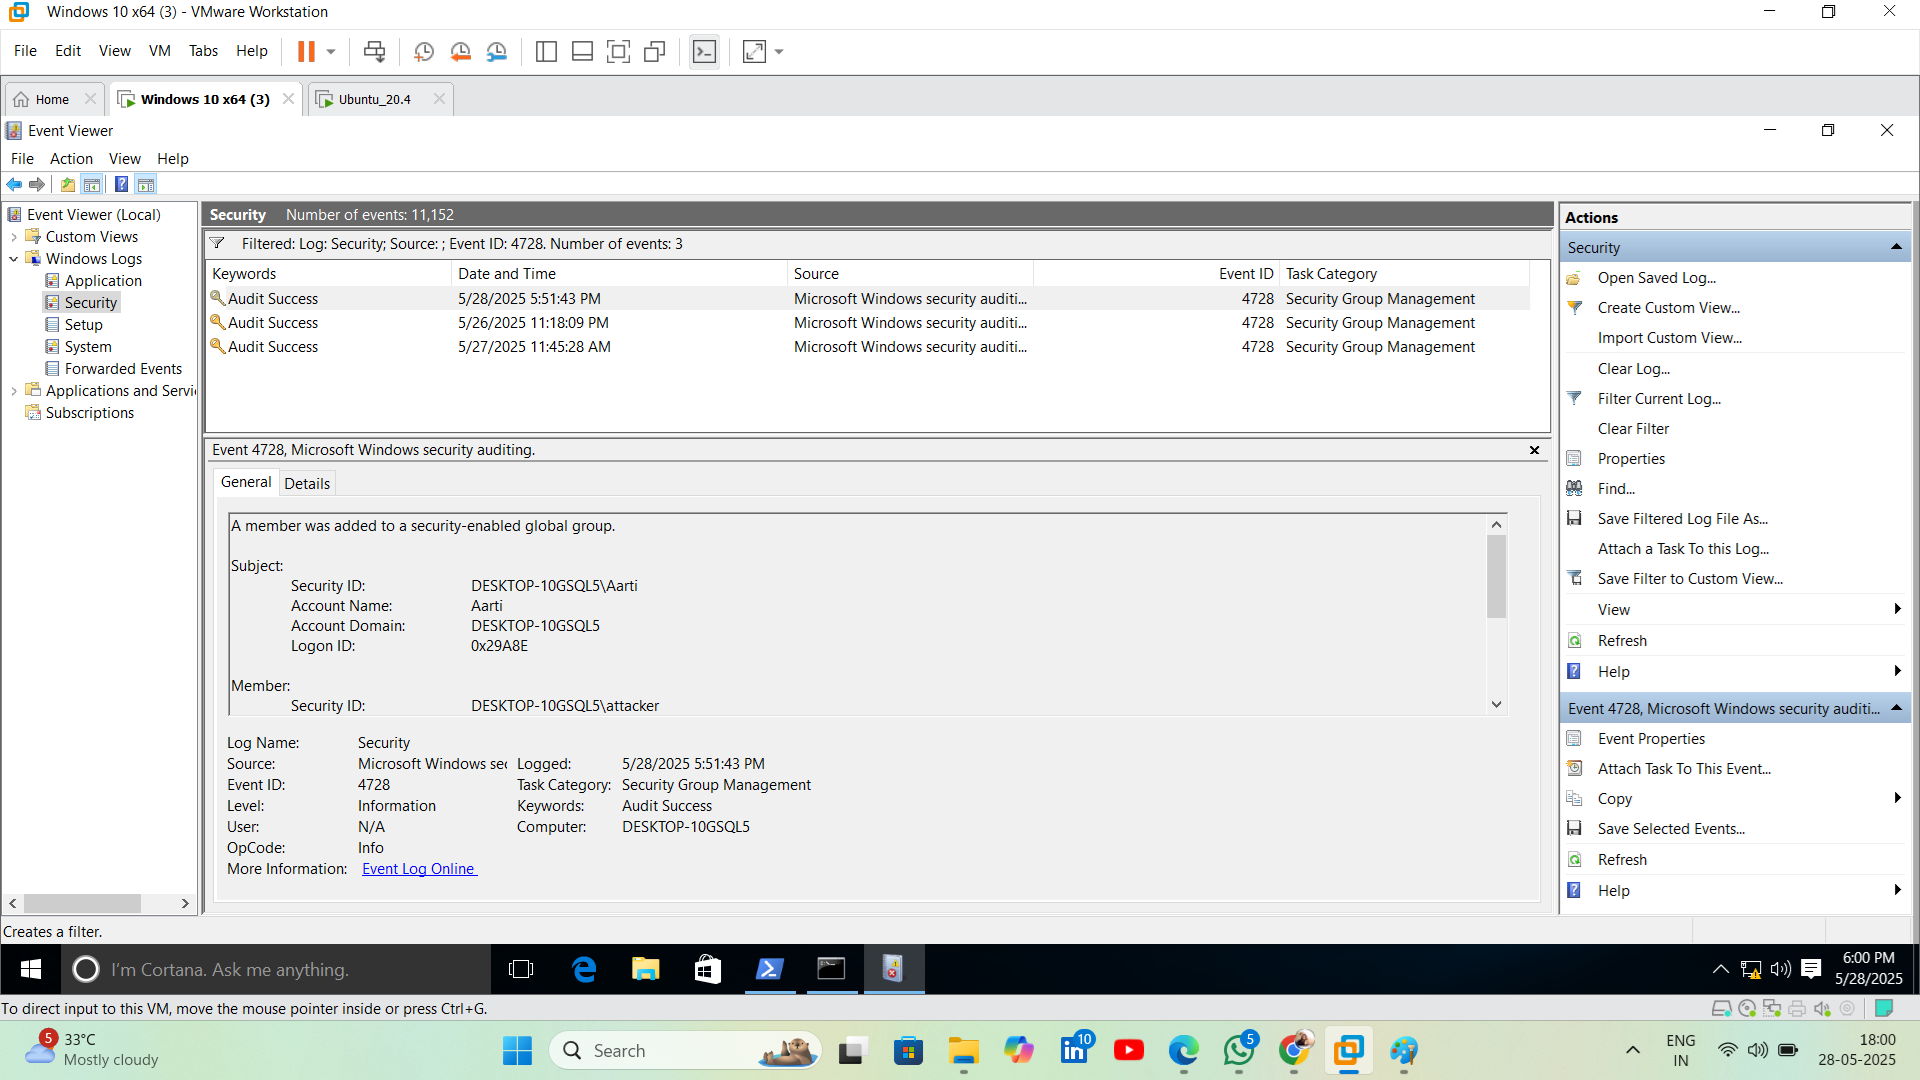 Windows 10 x64 (3) - VMware Workstation
File Edit View VM Tabs Help
Home Windows 10 x64 (3) Ubuntu_20.4
Event Viewer
File Action View Help
Event Viewer (Local)
Custom Views
Windows Logs
Application
Security
Setup
System
Forwarded Events
Applications and Servi
Subscriptions
Security Number of events: 11,152
Filtered: Log: Security; Source: ; Event ID: 4728. Number of events: 3
Keywords Date and Time Source Event ID Task Category
Audit Success 5/28/2025 5:51:43 PM Microsoft Windows security auditi... 4728 Security Group Management
Audit Success 5/26/2025 11:18:09 PM Microsoft Windows security auditi... 4728 Security Group Management
Audit Success 5/27/2025 11:45:28 AM Microsoft Windows security auditi... 4728 Security Group Management
Event 4728, Microsoft Windows security auditing.
General Details
A member was added to a security-enabled global group.
Subject:
Security ID: DESKTOP-10GSQL5\Aarti
Account Name: Aarti
Account Domain: DESKTOP-10GSQL5
Logon ID: 0x29A8E
Member:
Security ID: DESKTOP-10GSQL5\attacker
Log Name: Security
Source: Microsoft Windows sec Logged: 5/28/2025 5:51:43 PM
Event ID: 4728 Task Category: Security Group Management
Level: Information Keywords: Audit Success
User: N/A Computer: DESKTOP-10GSQL5
OpCode: Info
More Information: Event Log Online
Actions
Security
Open Saved Log...
Create Custom View...
Import Custom View...
Clear Log...
Filter Current Log...
Clear Filter
Properties
Find...
Save Filtered Log File As...
Attach a Task To this Log...
Save Filter to Custom View...
View
Refresh
Help
Event 4728, Microsoft Windows security auditi...
Event Properties
Attach Task To This Event...
Copy
Save Selected Events...
Refresh
Help
Creates a filter.
I'm Cortana. Ask me anything.
6:00 PM
5/28/2025
To direct input to this VM, move the mouse pointer inside or press Ctrl+G.
5
33°C
Mostly cloudy
Search
10
5
ENG
IN
18:00
28-05-2025